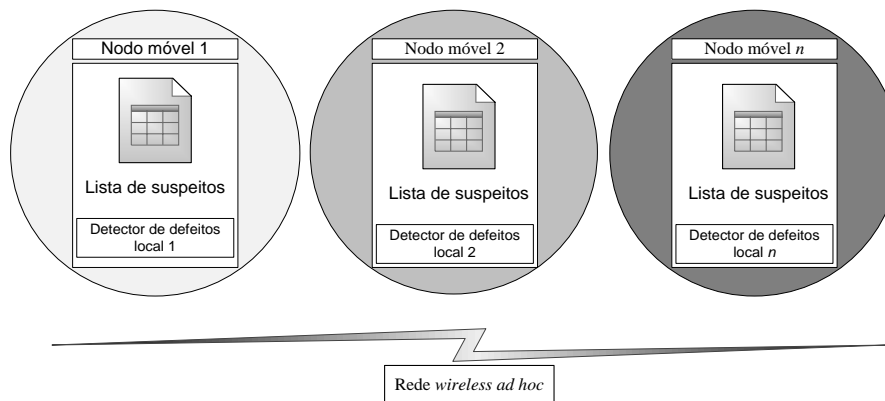 Nodo móvel 1
Nodo móvel 2
Nodo móvel n
Lista de suspeitos
Lista de suspeitos
Lista de suspeitos
Detector de defeitos
local 1
Detector de defeitos
local 2
Detector de defeitos
local n
Rede wireless ad hoc